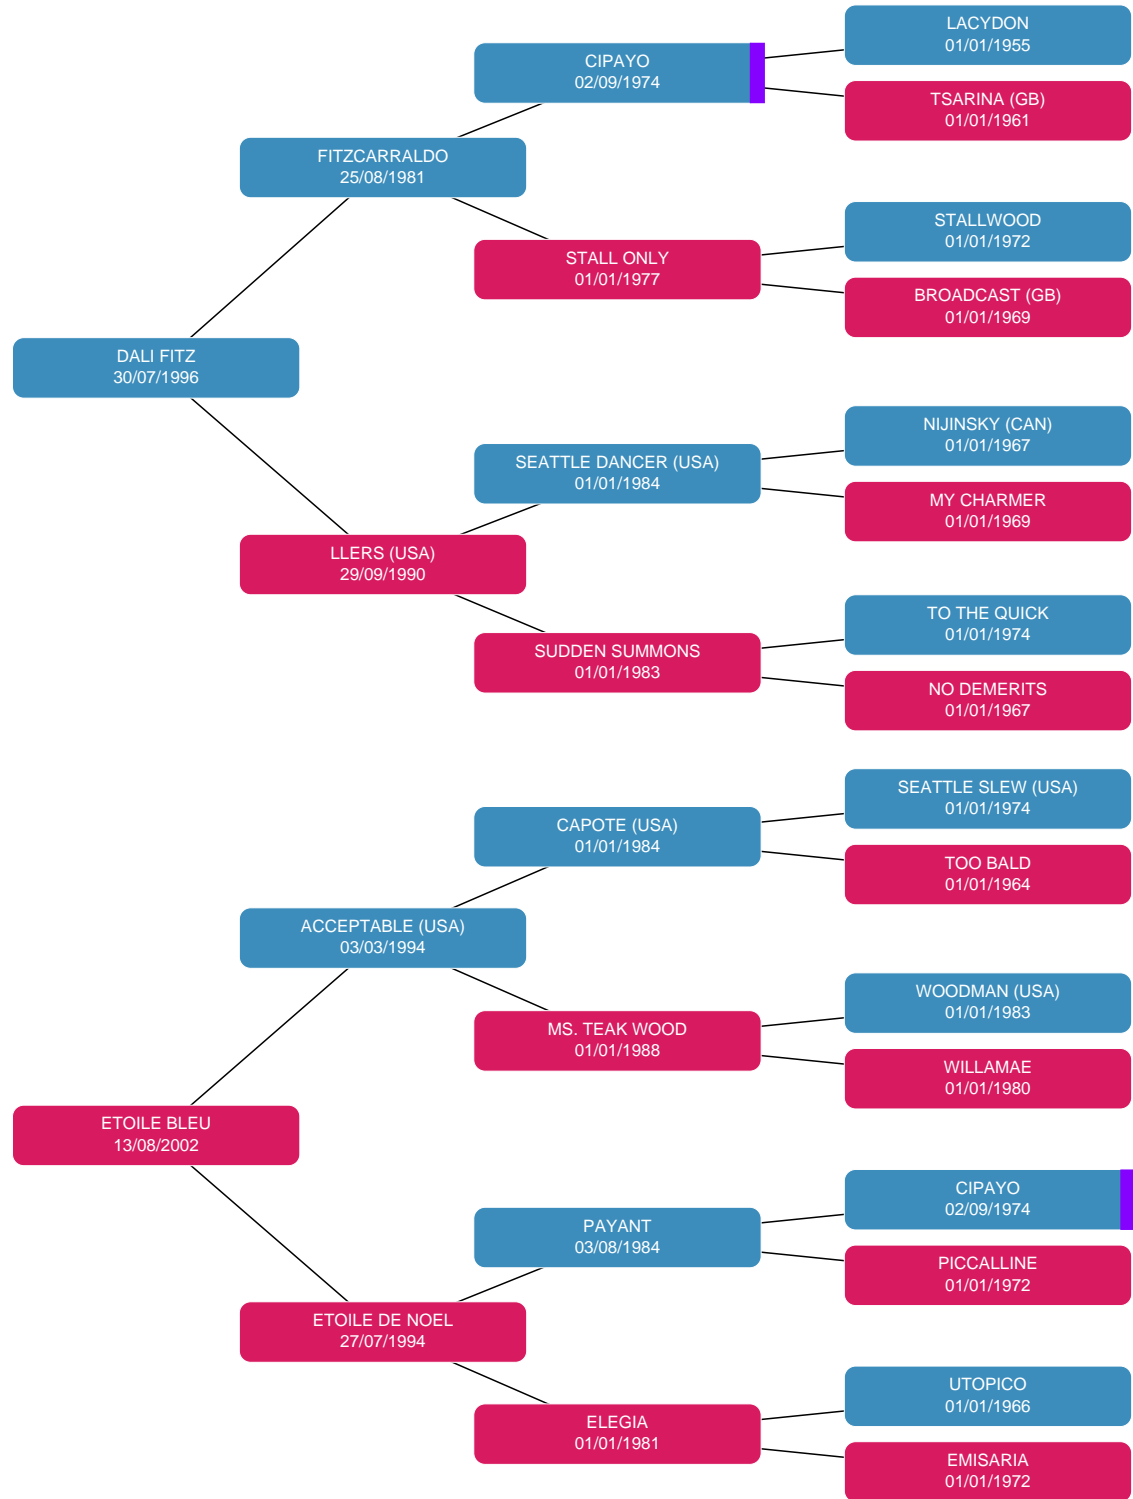 LACYDON
01/01/1955
CIPAYO
02/09/1974
TSARINA (GB)
01/01/1961
FITZCARRALDO
25/08/1981
STALLWOOD
01/01/1972
STALL ONLY
01/01/1977
BROADCAST (GB)
01/01/1969
DALI FITZ
30/07/1996
NIJINSKY (CAN)
01/01/1967
SEATTLE DANCER (USA)
01/01/1984
MY CHARMER
01/01/1969
LLERS (USA)
29/09/1990
TO THE QUICK
01/01/1974
SUDDEN SUMMONS
01/01/1983
NO DEMERITS
01/01/1967
SEATTLE SLEW (USA)
01/01/1974
CAPOTE (USA)
01/01/1984
TOO BALD
01/01/1964
ACCEPTABLE (USA)
03/03/1994
WOODMAN (USA)
01/01/1983
MS. TEAK WOOD
01/01/1988
WILLAMAE
01/01/1980
ETOILE BLEU
13/08/2002
CIPAYO
02/09/1974
PAYANT
03/08/1984
PICCALLINE
01/01/1972
ETOILE DE NOEL
27/07/1994
UTOPICO
01/01/1966
ELEGIA
01/01/1981
EMISARIA
01/01/1972